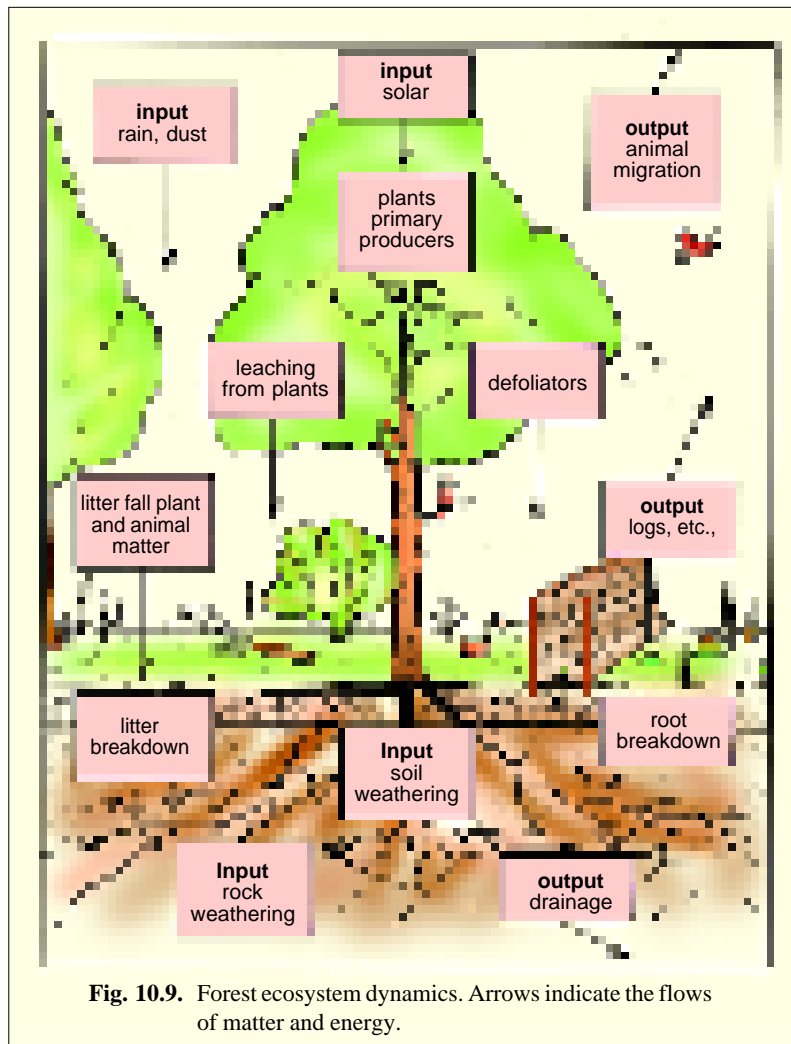 input
solar
input
rain, dust
output
animal
migration
plants
primary
producers
leaching
from plants
defoliators
litter fall plant
and animal
matter
output
logs, etc.,
litter
breakdown
root
breakdown
Input
soil
weathering
Input
rock
weathering
output
drainage
Fig. 10.9. Forest ecosystem dynamics. Arrows indicate the flows
of matter and energy.